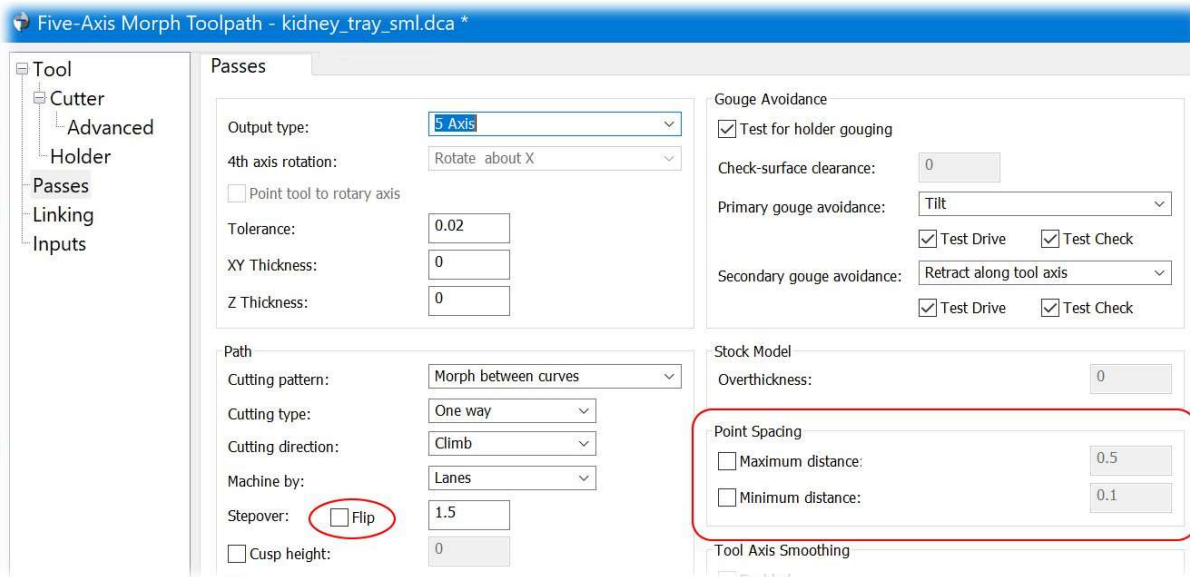 Five-Axis Morph Toolpath - kidney_tray_sml.dca *
Tool
Cutter
Advanced
Holder
Passes
Linking
Inputs
Passes
Output type: 5 Axis
4th axis rotation: Rotate about X
Point tool to rotary axis
Tolerance: 0.02
XY Thickness: 0
Z Thickness: 0
Path
Cutting pattern: Morph between curves
Cutting type: One way
Cutting direction: Climb
Machine by: Lanes
Stepover: Flip 1.5
Cusp height: 0
Gouge Avoidance
Test for holder gouging
Check-surface clearance: 0
Primary gouge avoidance: Tilt
Test Drive Test Check
Secondary gouge avoidance: Retract along tool axis
Test Drive Test Check
Stock Model
Overthickness: 0
Point Spacing
Maximum distance: 0.5
Minimum distance: 0.1
Tool Axis Smoothing